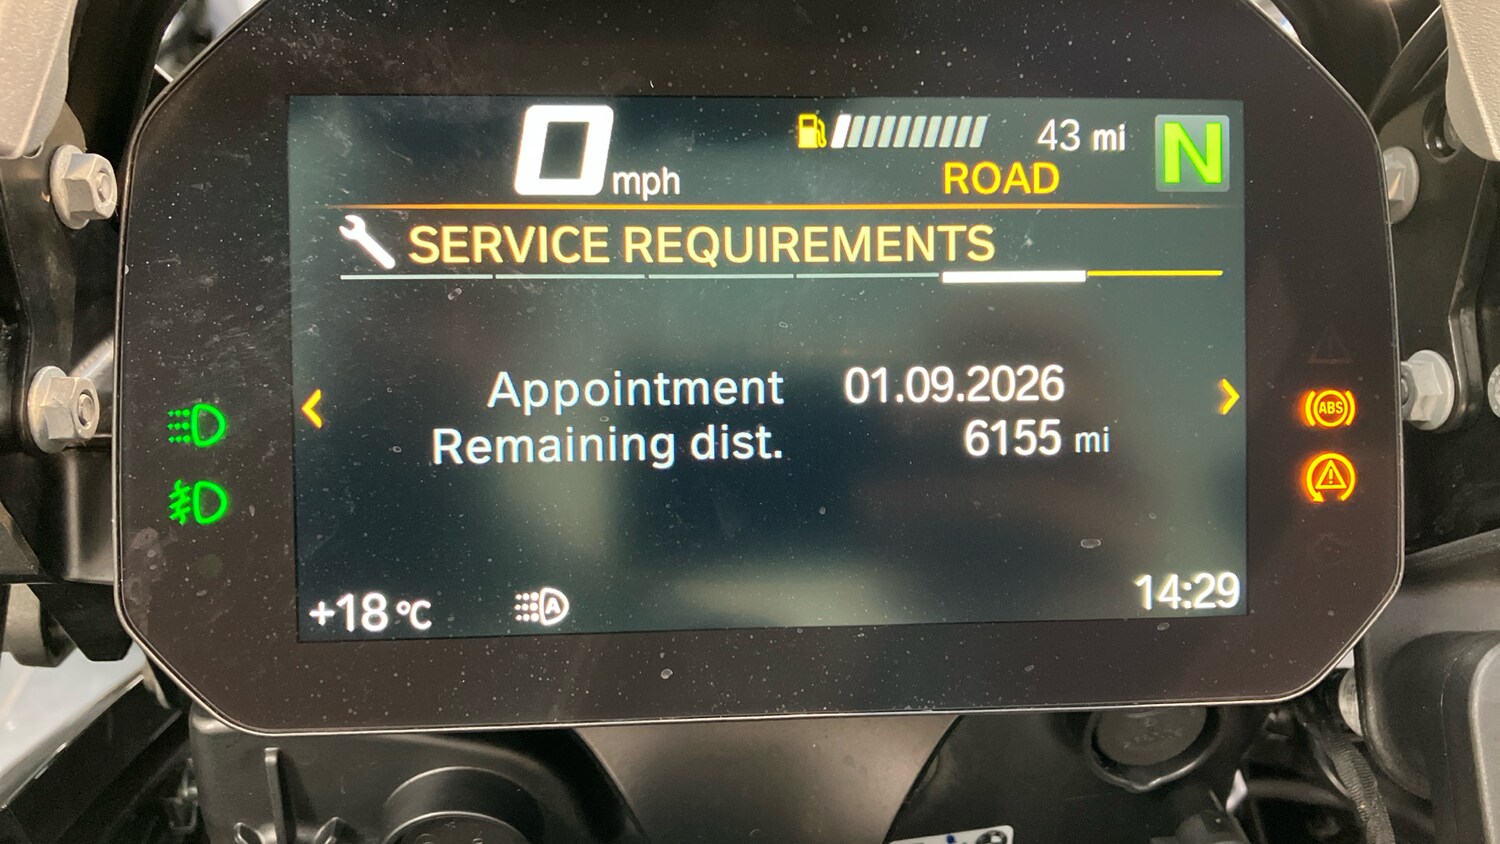 0 mph
43 mi
N
ROAD
SERVICE REQUIREMENTS
Appointment 01.09.2026
Remaining dist. 6155 mi
ABS
+18 °C
A
14:29